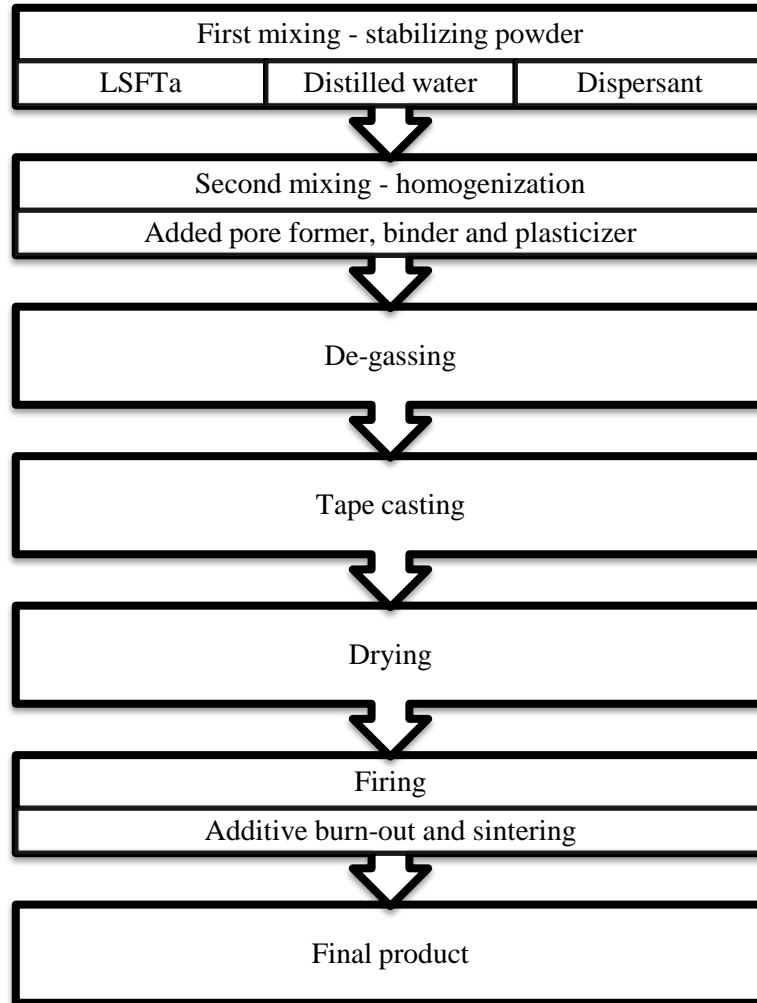 First mixing - stabilizing powder
LSFTa
Distilled water
Dispersant
Second mixing - homogenization
Added pore former, binder and plasticizer
De-gassing
Tape casting
Drying
Firing
Additive burn-out and sintering
Final product